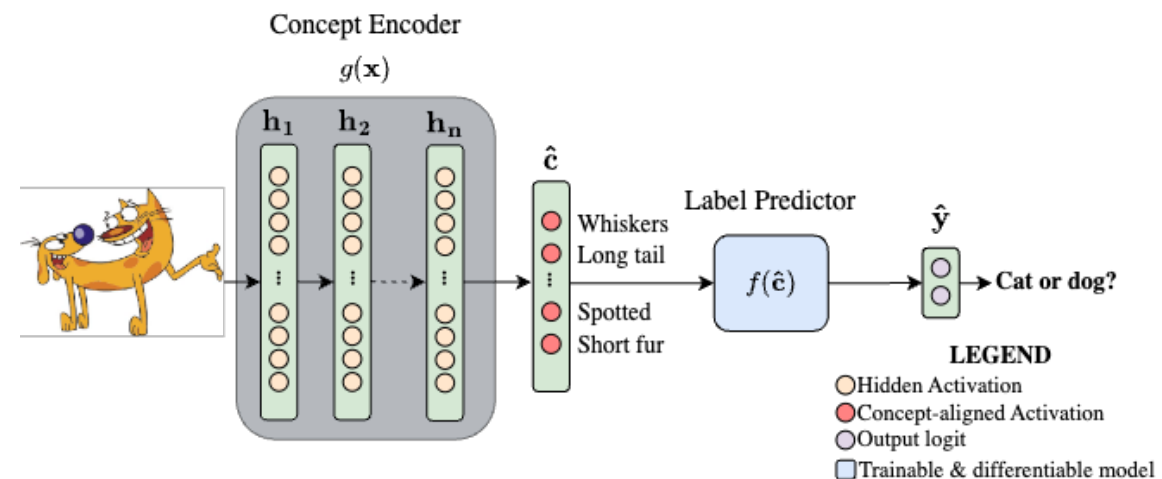 Concept Encoder
g(x)
h₁ h₂ hₙ
ĉ
Whiskers
Long tail
Spotted
Short fur
Label Predictor
f(ĉ)
ŷ
Cat or dog?
LEGEND
Hidden Activation
Concept-aligned Activation
Output logit
Trainable & differentiable model